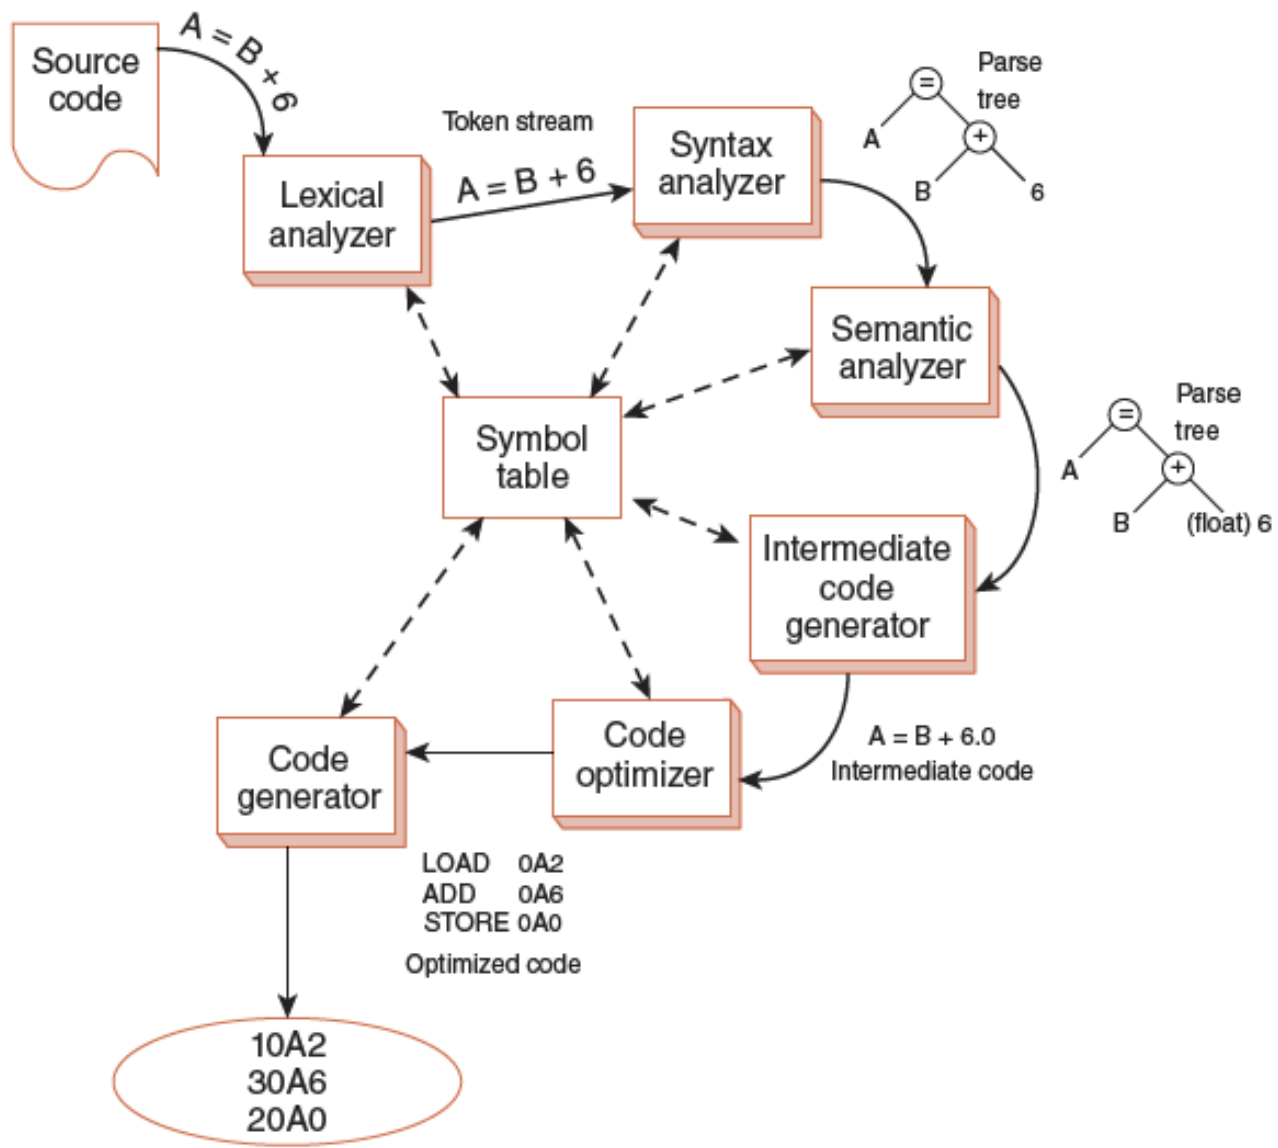 Source
code
A = B + 6
Lexical
analyzer
Token stream
A = B + 6
Syntax
analyzer
Parse
tree
=
A
+
B
6
Semantic
analyzer
Parse
tree
=
A
+
B
(float) 6
Symbol
table
Intermediate
code
generator
A = B + 6.0
Intermediate code
Code
optimizer
Code
generator
LOAD 0A2
ADD 0A6
STORE 0A0
Optimized code
10A2
30A6
20A0